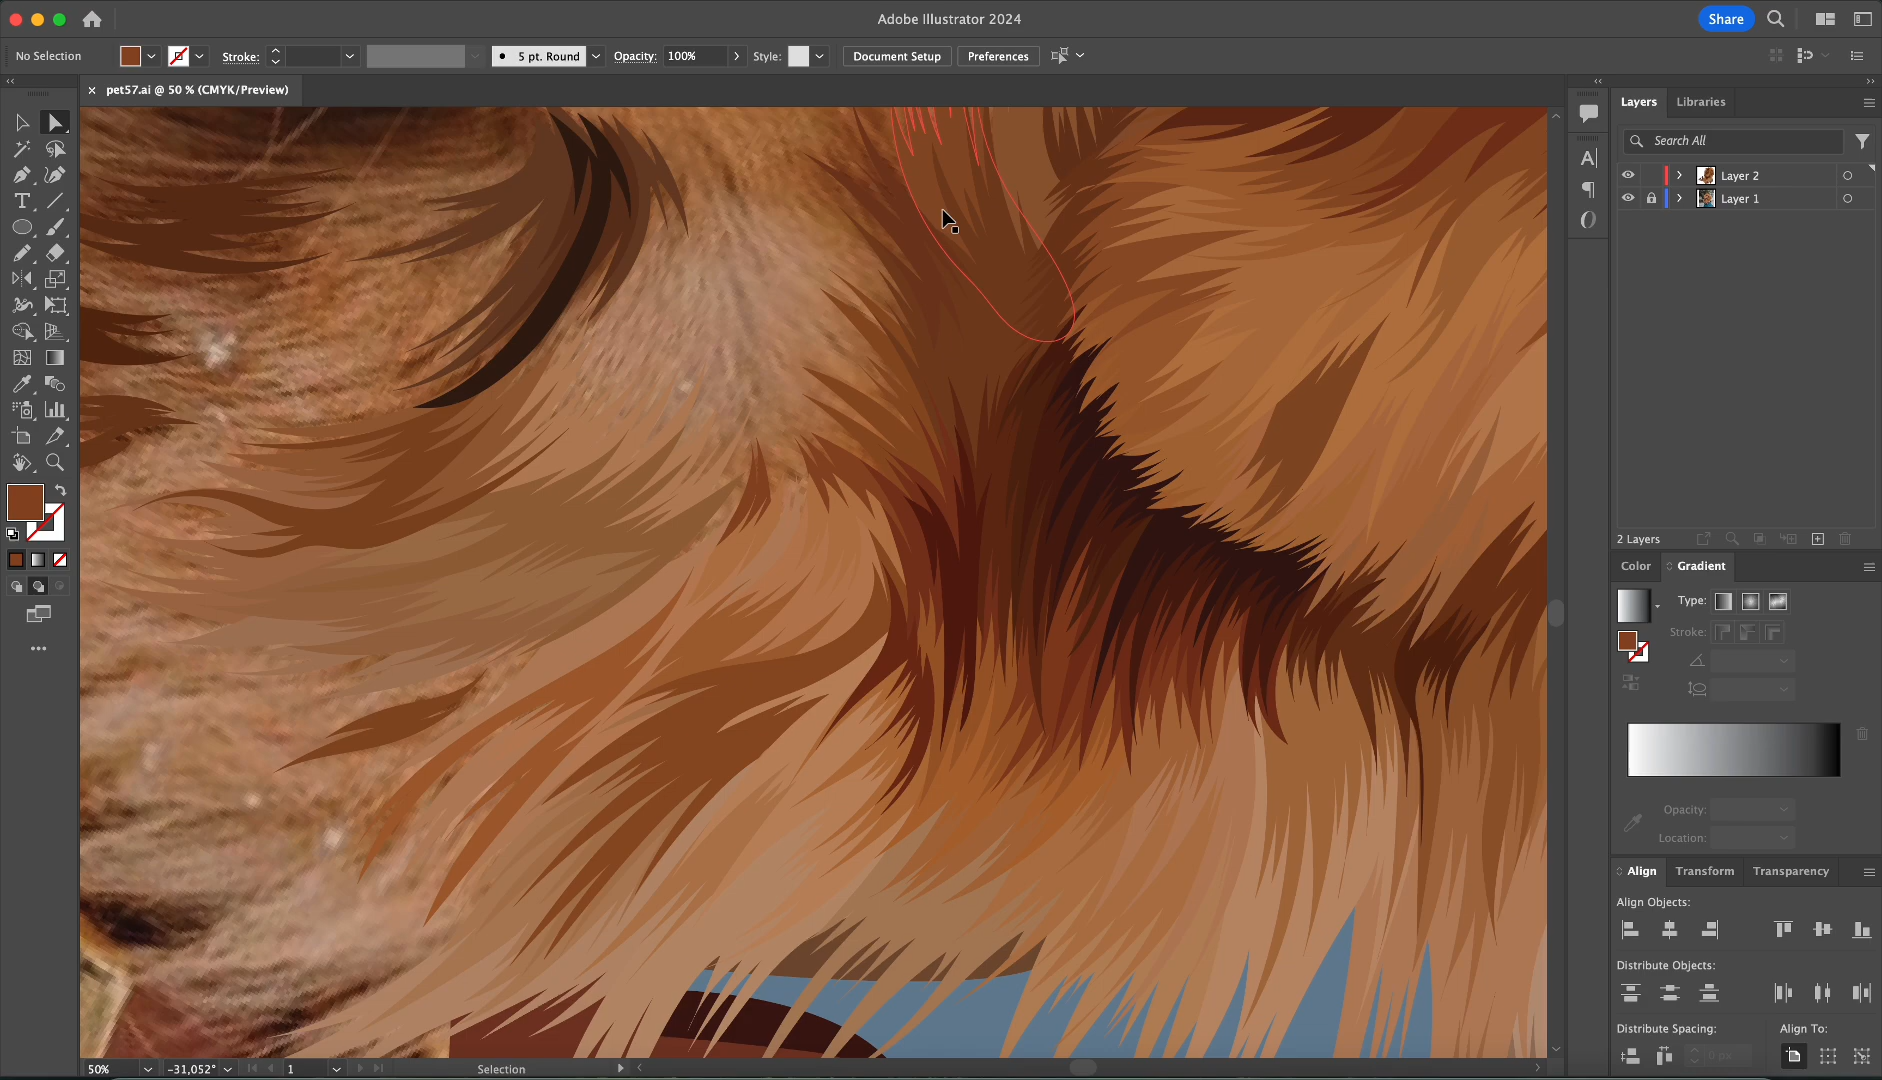 Adobe Illustrator 2024
Share
No Selection
Stroke:
5 pt. Round
Opacity:
100%
Style:
Document Setup
Preferences
pet57.ai @ 50 % (CMYK/Preview)
Layers
Libraries
Search All
Layer 2
Layer 1
2 Layers
Color
Gradient
Type:
Stroke:
Opacity:
Location:
Align
Transform
Transparency
Align Objects:
Distribute Objects:
Distribute Spacing:
Align To:
0 px
50%
-31,052°
1
Selection